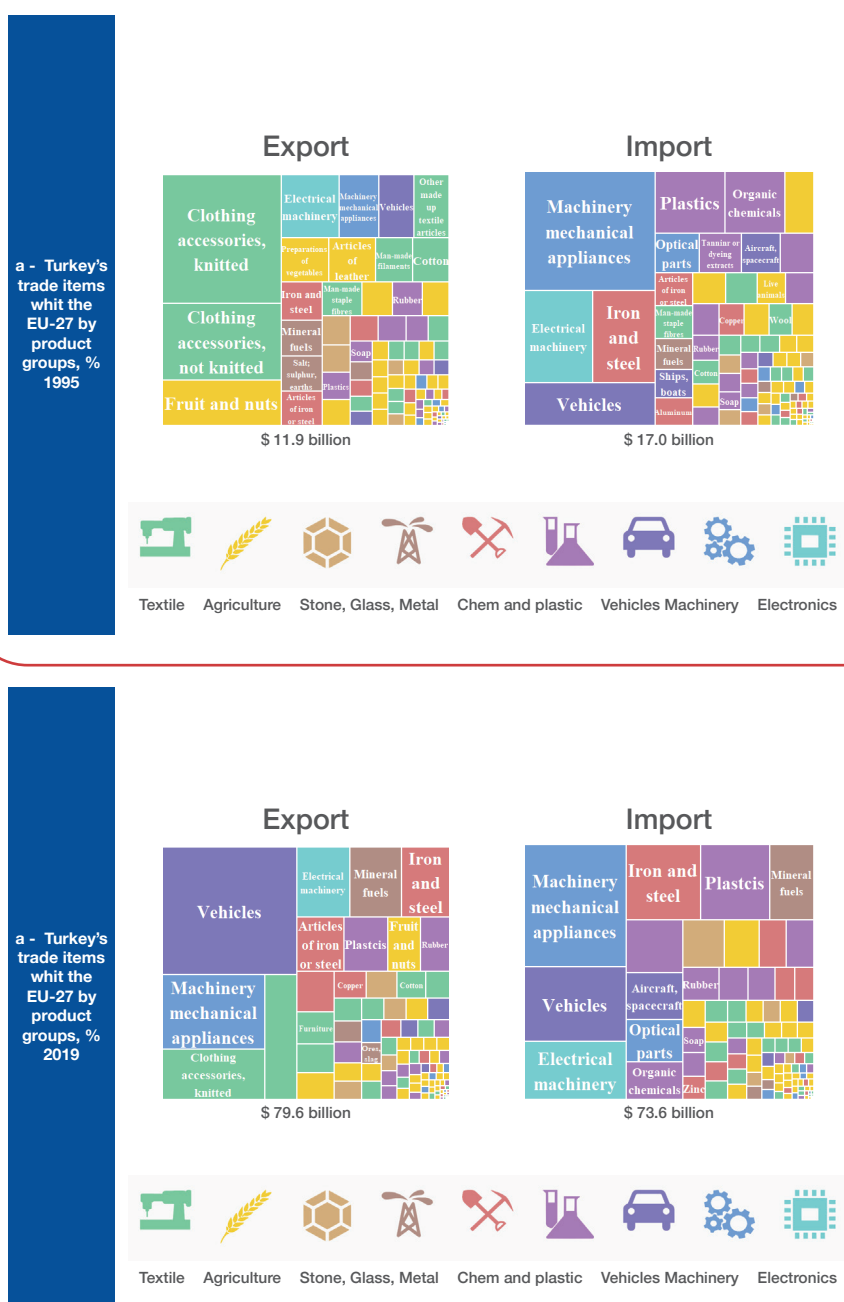 a - Turkey's
trade items
whit the
EU-27 by
product
groups, %
1995
Export
Clothing
accessories,
knitted
Clothing
accessories,
not knitted
Fruit and nuts
Electrical
machinery
Machinery
mechanical
appliances
Vehicles
Other
made
up
textile
articles
Preparations
of
vegetables
Articles
of
leather
Man-made
filaments
Cotton
Iron and
steel
Man-made
staple
fibres
Rubber
Mineral
fuels
Soap
Salt;
sulphur,
earths
Plastics
Articles
of iron
or steel
$ 11.9 billion
Import
Machinery
mechanical
appliances
Electrical
machinery
Iron
and
steel
Vehicles
Plastics
Organic
chemicals
Optical
parts
Tanninr or
dyeing
extracts
Aircraft,
spacecraft
Articles
of iron
or steel
Live
animals
Man-made
staple
fibres
Copper
Wool
Mineral
fuels
Rubber
Ships,
boats
Cotton
Soap
Aluminum
$ 17.0 billion
Textile Agriculture Stone, Glass, Metal Chem and plastic Vehicles Machinery Electronics
a - Turkey's
trade items
whit the
EU-27 by
product
groups, %
2019
Export
Vehicles
Machinery
mechanical
appliances
Clothing
accessories,
knitted
Electrical
machinery
Mineral
fuels
Iron
and
steel
Articles
of iron
or steel
Plastcis
Fruit
and
nuts
Rubber
Copper
Cotton
Furniture
Ores,
slag
$ 79.6 billion
Import
Machinery
mechanical
appliances
Vehicles
Electrical
machinery
Iron and
steel
Plastcis
Mineral
fuels
Aircraft,
spacecraft
Rubber
Optical
parts
Soap
Organic
chemicals
Zinc
$ 73.6 billion
Textile Agriculture Stone, Glass, Metal Chem and plastic Vehicles Machinery Electronics